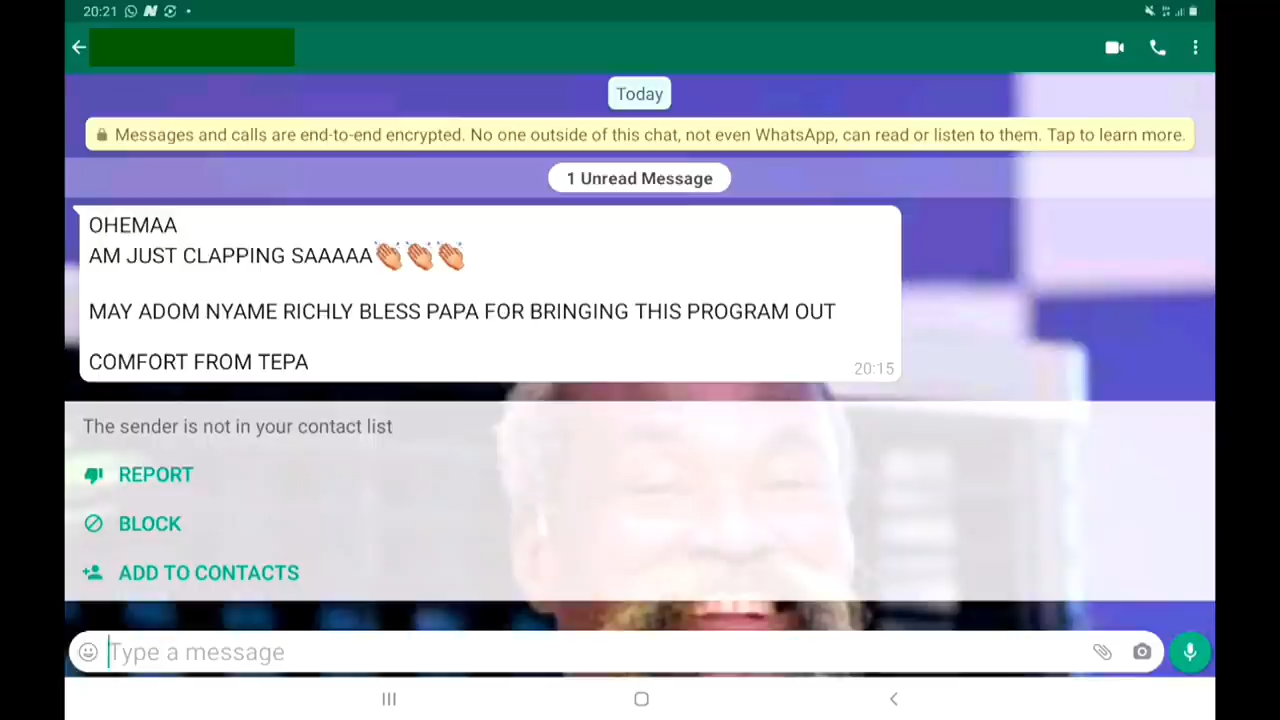 20:21
Today
Messages and calls are end-to-end encrypted. No one outside of this chat, not even WhatsApp, can read or listen to them. Tap to learn more.
1 Unread Message
OHEMAA
AM JUST CLAPPING SAAAAA👏👏👏
MAY ADOM NYAME RICHLY BLESS PAPA FOR BRINGING THIS PROGRAM OUT
COMFORT FROM TEPA
20:15
The sender is not in your contact list
REPORT
BLOCK
ADD TO CONTACTS
Type a message